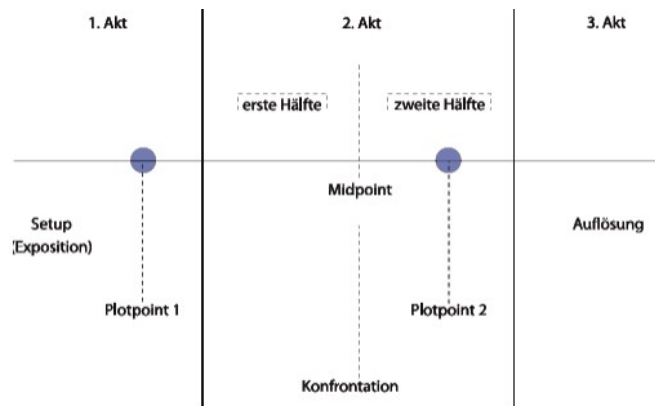 1. Akt
2. Akt
3. Akt
erste Hälfte
zweite Hälfte
Midpoint
Setup
(Exposition)
Auflösung
Plotpoint 1
Plotpoint 2
Konfrontation